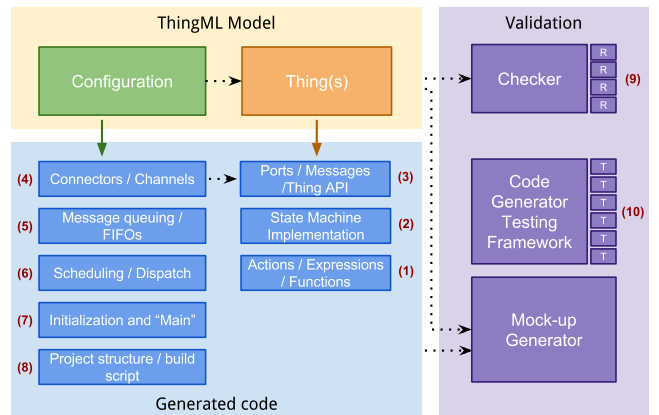 ThingML Model
Configuration
Thing(s)
(4)
Connectors / Channels
Ports / Messages
/Thing API
(3)
(5)
Message queuing /
FIFOs
State Machine
Implementation
(2)
(6)
Scheduling / Dispatch
Actions / Expressions
/ Functions
(1)
(7)
Initialization and “Main”
(8)
Project structure / build
script
Generated code
Validation
Checker
R
R
R
R
(9)
Code
Generator
Testing
Framework
T
T
T
T
T
T
(10)
Mock-up
Generator